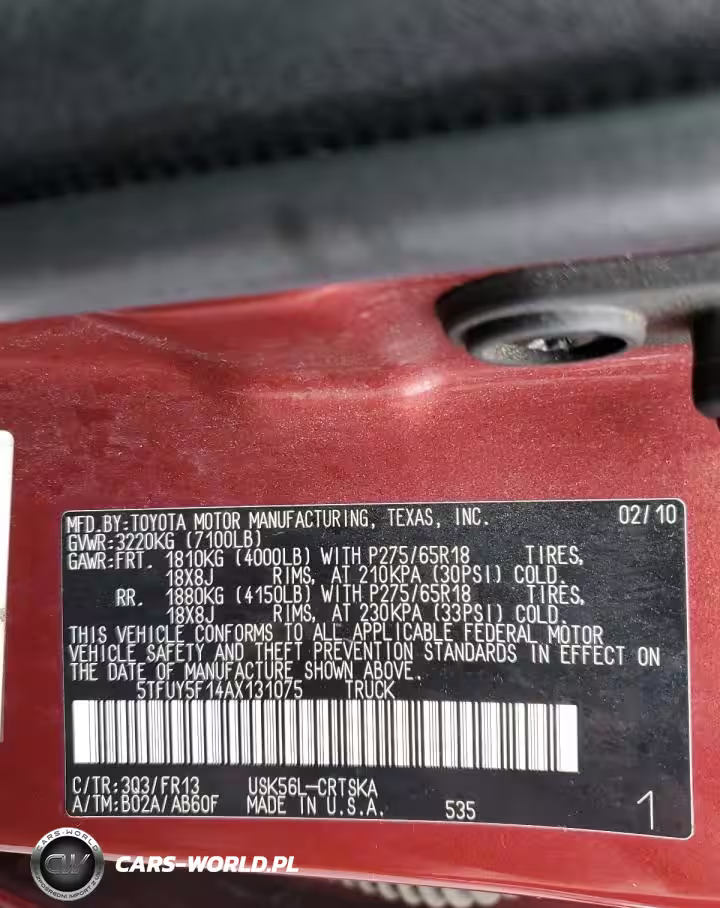 MFD.BY:TOYOTA MOTOR MANUFACTURING, TEXAS, INC. 02/10
GVWR:3220KG (7100LB)
GAWR:FRT. 1810KG (4000LB) WITH P275/65R18 TIRES,
18X8J RIMS, AT 210KPA (30PSI) COLD.
RR. 1880KG (4150LB) WITH P275/65R18 TIRES,
18X8J RIMS, AT 230KPA (33PSI) COLD.
THIS VEHICLE CONFORMS TO ALL APPLICABLE FEDERAL MOTOR
VEHICLE SAFETY AND THEFT PREVENTION STANDARDS IN EFFECT ON
THE DATE OF MANUFACTURE SHOWN ABOVE.
5TFUY5F14AX131075 TRUCK
C/TR:3Q3/FR13 USK56L-CRTSKA
A/TM:B02A/AB60F MADE IN U.S.A. 535 1
CARS-WORLD
CW
CARS-WORLD.PL